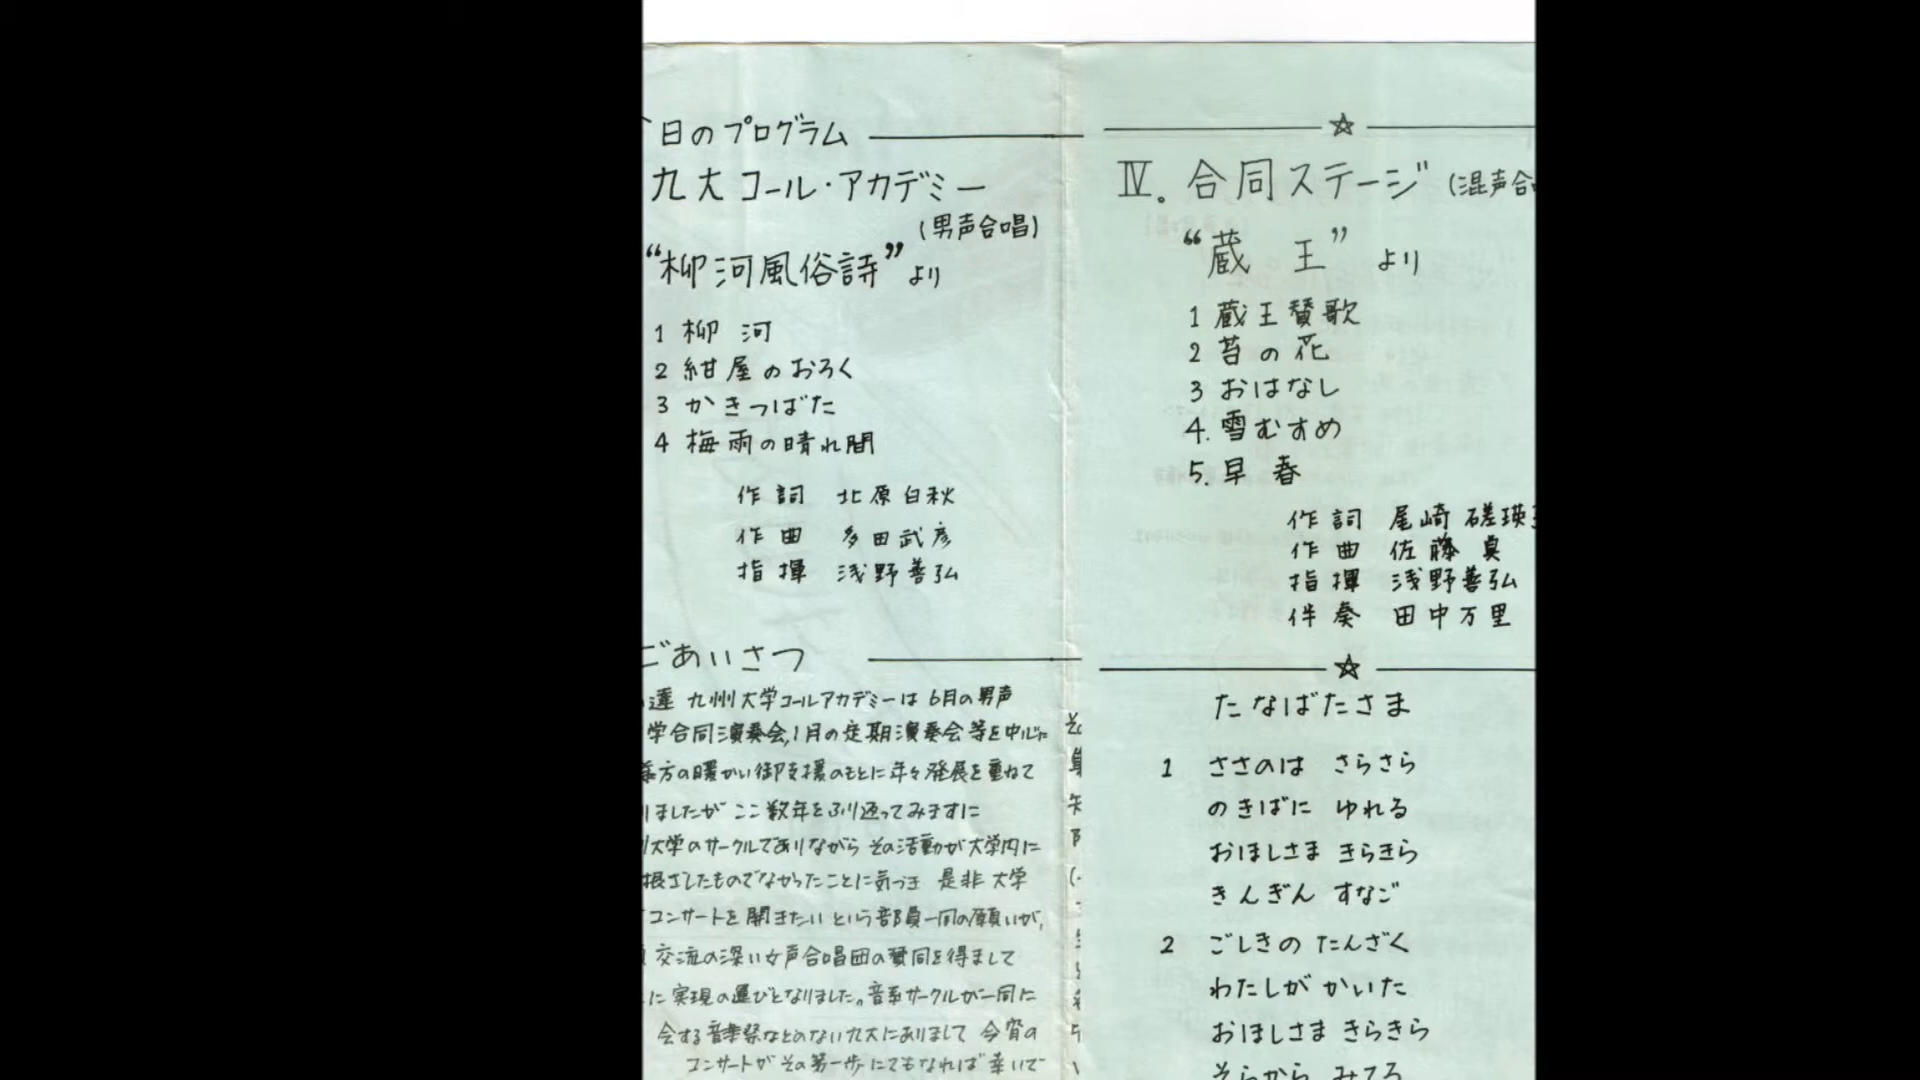 日のプログラム
九大コール・アカデミー
(男声合唱)
“柳河風俗詩”より
1 柳 河
2 紺屋のおろく
3 かきつばた
4 梅雨の晴れ間
作詞 北原白秋
作曲 多田武彦
指揮 浅野善弘
ごあいさつ
達 九州大学コールアカデミーは 6月の男声
学合同演奏会,1月の定期演奏会等を中心に
方の暖かい御支援のもとに年々発展を重ねて
りましたが ここ数年をふり返ってみますに
大学のサークルでありながら その活動が大学内に
根ざしたものでなかったことに気づき 是非 大学
コンサートを開きたい という部員一同の願いが,
交流の深い女声合唱団の賛同を得まして
に実現の運びとなりました。音系サークルが一同に
会する音楽祭などのない九大にありまして 今宵の
コンサートが その第一歩にでもなれば 幸いで
IV. 合同ステージ (混声合
“蔵 王” より
1 蔵王賛歌
2 苔の花
3 おはなし
4. 雪むすめ
5. 早 春
作詞 尾崎 磋瑛
作曲 佐藤 真
指揮 浅野善弘
伴奏 田中万里
たなばたさま
1 ささのは さらさら
のきばに ゆれる
おほしさま きらきら
きんぎん すなご
2 ごしきの たんざく
わたしが かいた
おほしさま きらきら
そらから みてる